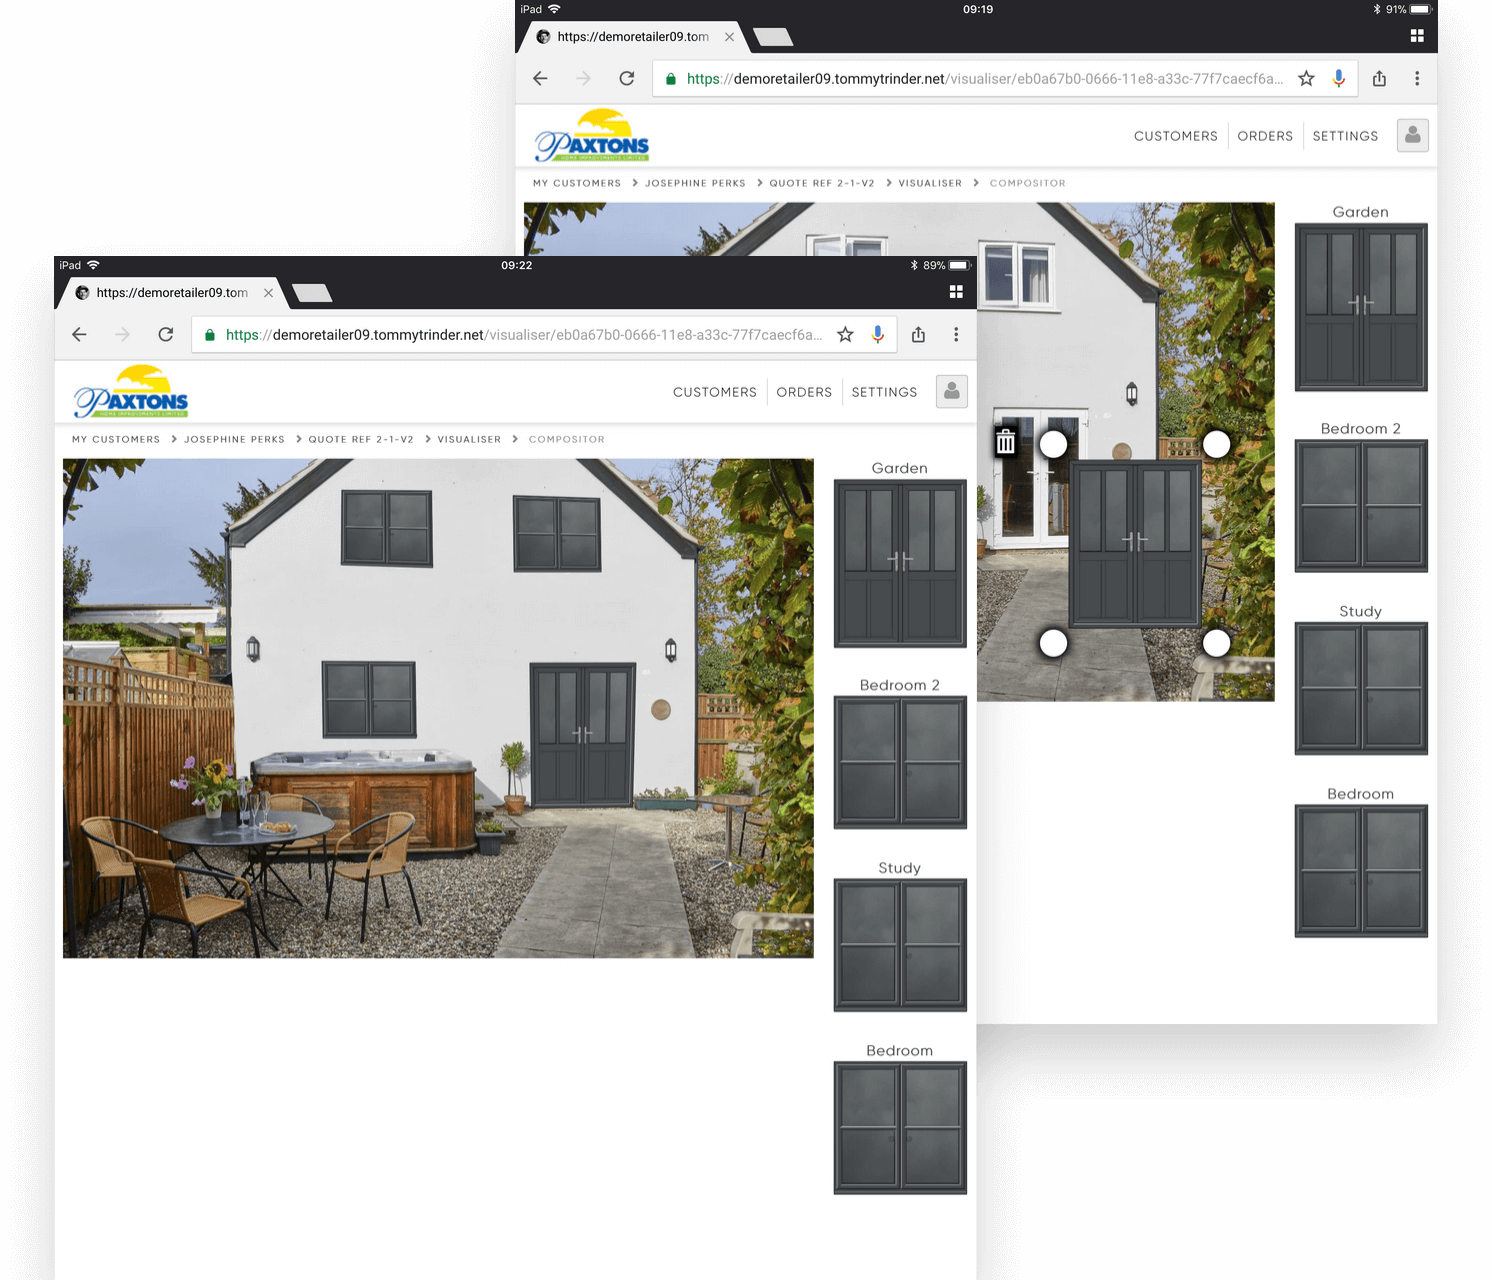 iPad 09:19 91%
https://demoretailer09.tom
https://demoretailer09.tommytrinder.net/visualiser/eb0a67b0-0666-11e8-a33c-77f7caecf6a...
PAXTONS
HOME IMPROVEMENTS LIMITED
CUSTOMERS ORDERS SETTINGS
MY CUSTOMERS > JOSEPHINE PERKS > QUOTE REF 2-1-V2 > VISUALISER > COMPOSITOR
Garden
Bedroom 2
Study
Bedroom
iPad 09:22 89%
https://demoretailer09.tom
https://demoretailer09.tommytrinder.net/visualiser/eb0a67b0-0666-11e8-a33c-77f7caecf6a...
PAXTONS
HOME IMPROVEMENTS LIMITED
CUSTOMERS ORDERS SETTINGS
MY CUSTOMERS > JOSEPHINE PERKS > QUOTE REF 2-1-V2 > VISUALISER > COMPOSITOR
Garden
Bedroom 2
Study
Bedroom